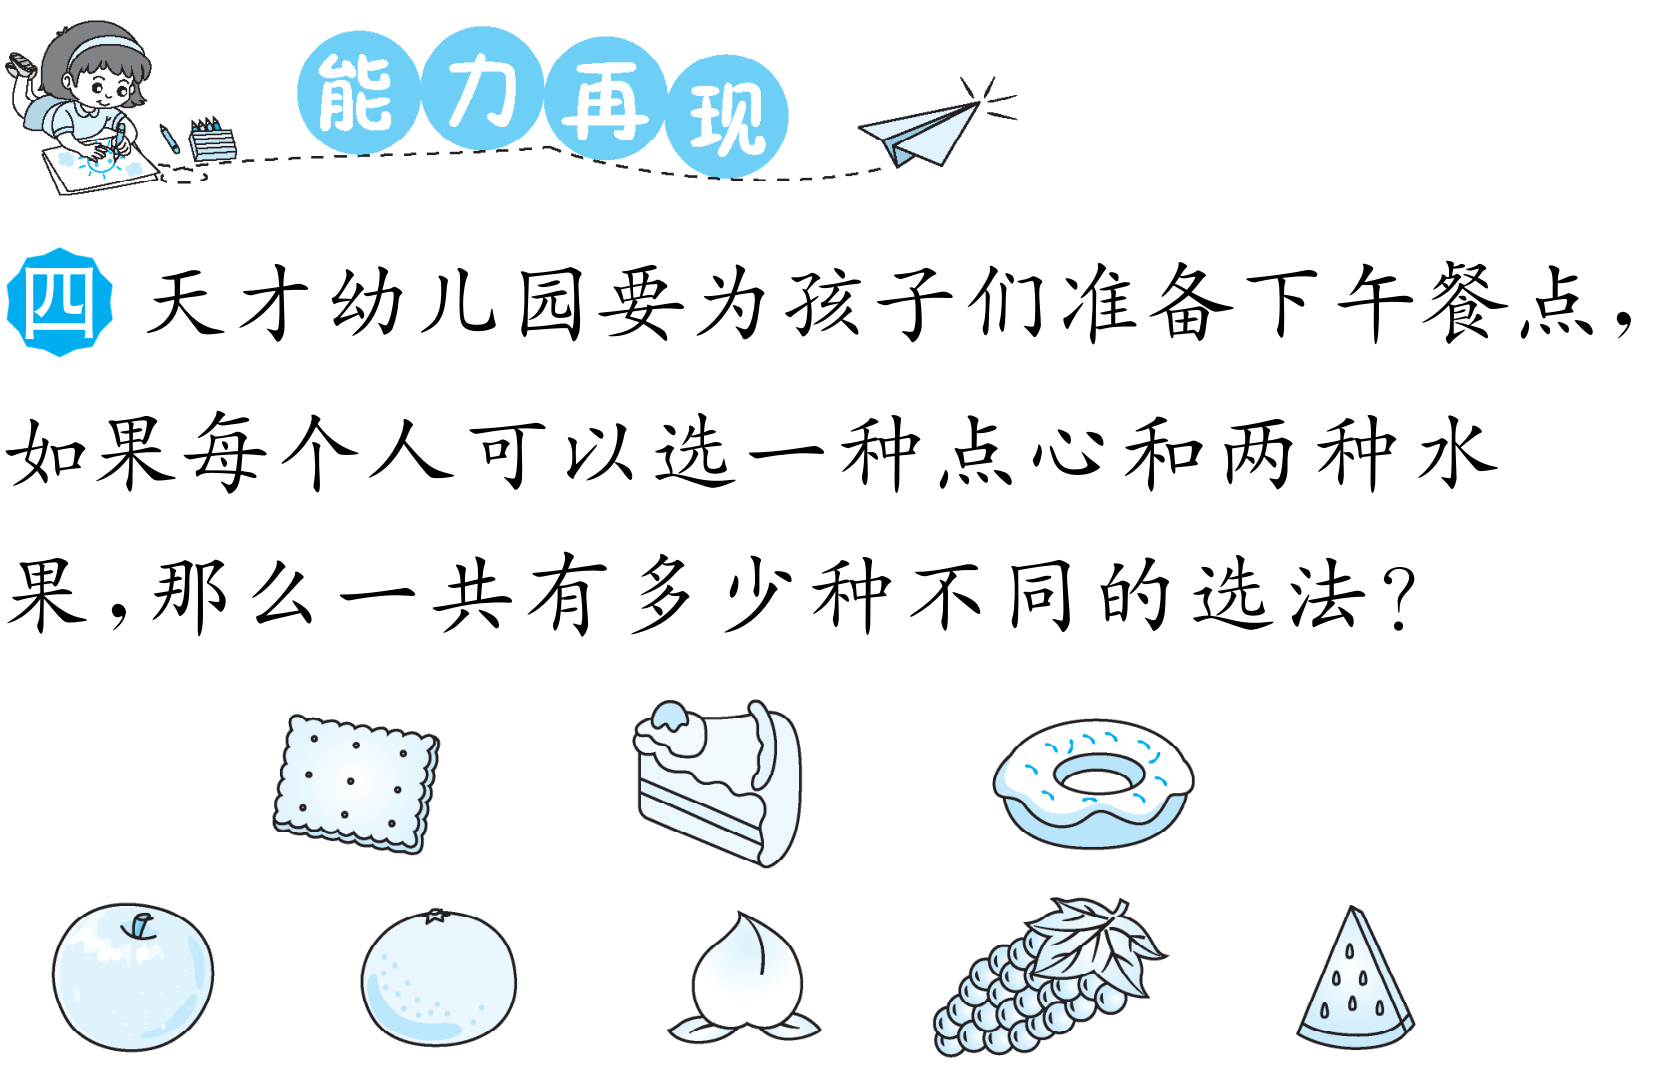 能力再现
四 天才幼儿园要为孩子们准备下午餐点，
如果每个人可以选一种点心和两种水
果，那么一共有多少种不同的选法？